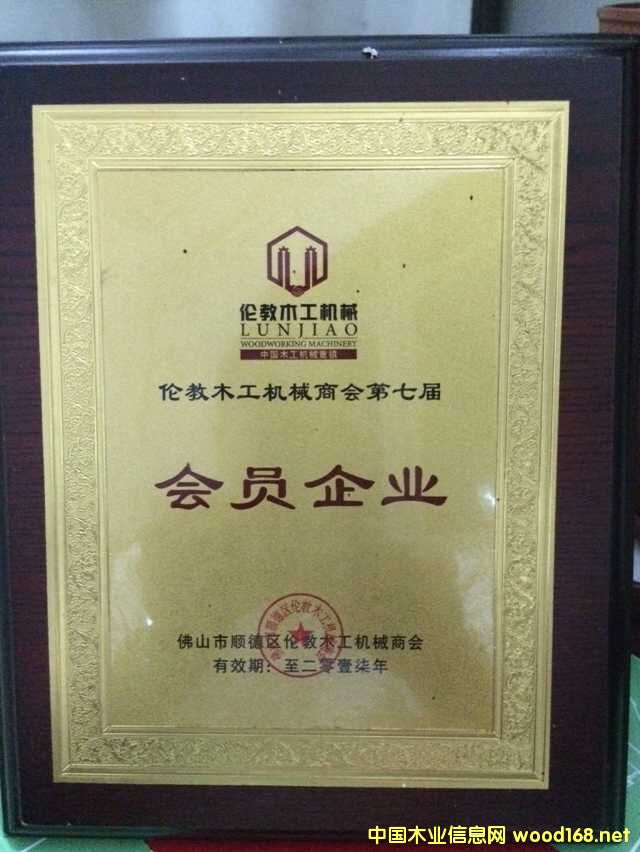 伦教木工机械
LUNJIAO
WOODWORKING MACHINERY
中国木工机械重镇
伦教木工机械商会第七届
会员企业
佛山市顺德区伦教木工机械商会
有效期：至二零壹柒年
中国木业信息网 wood168.net